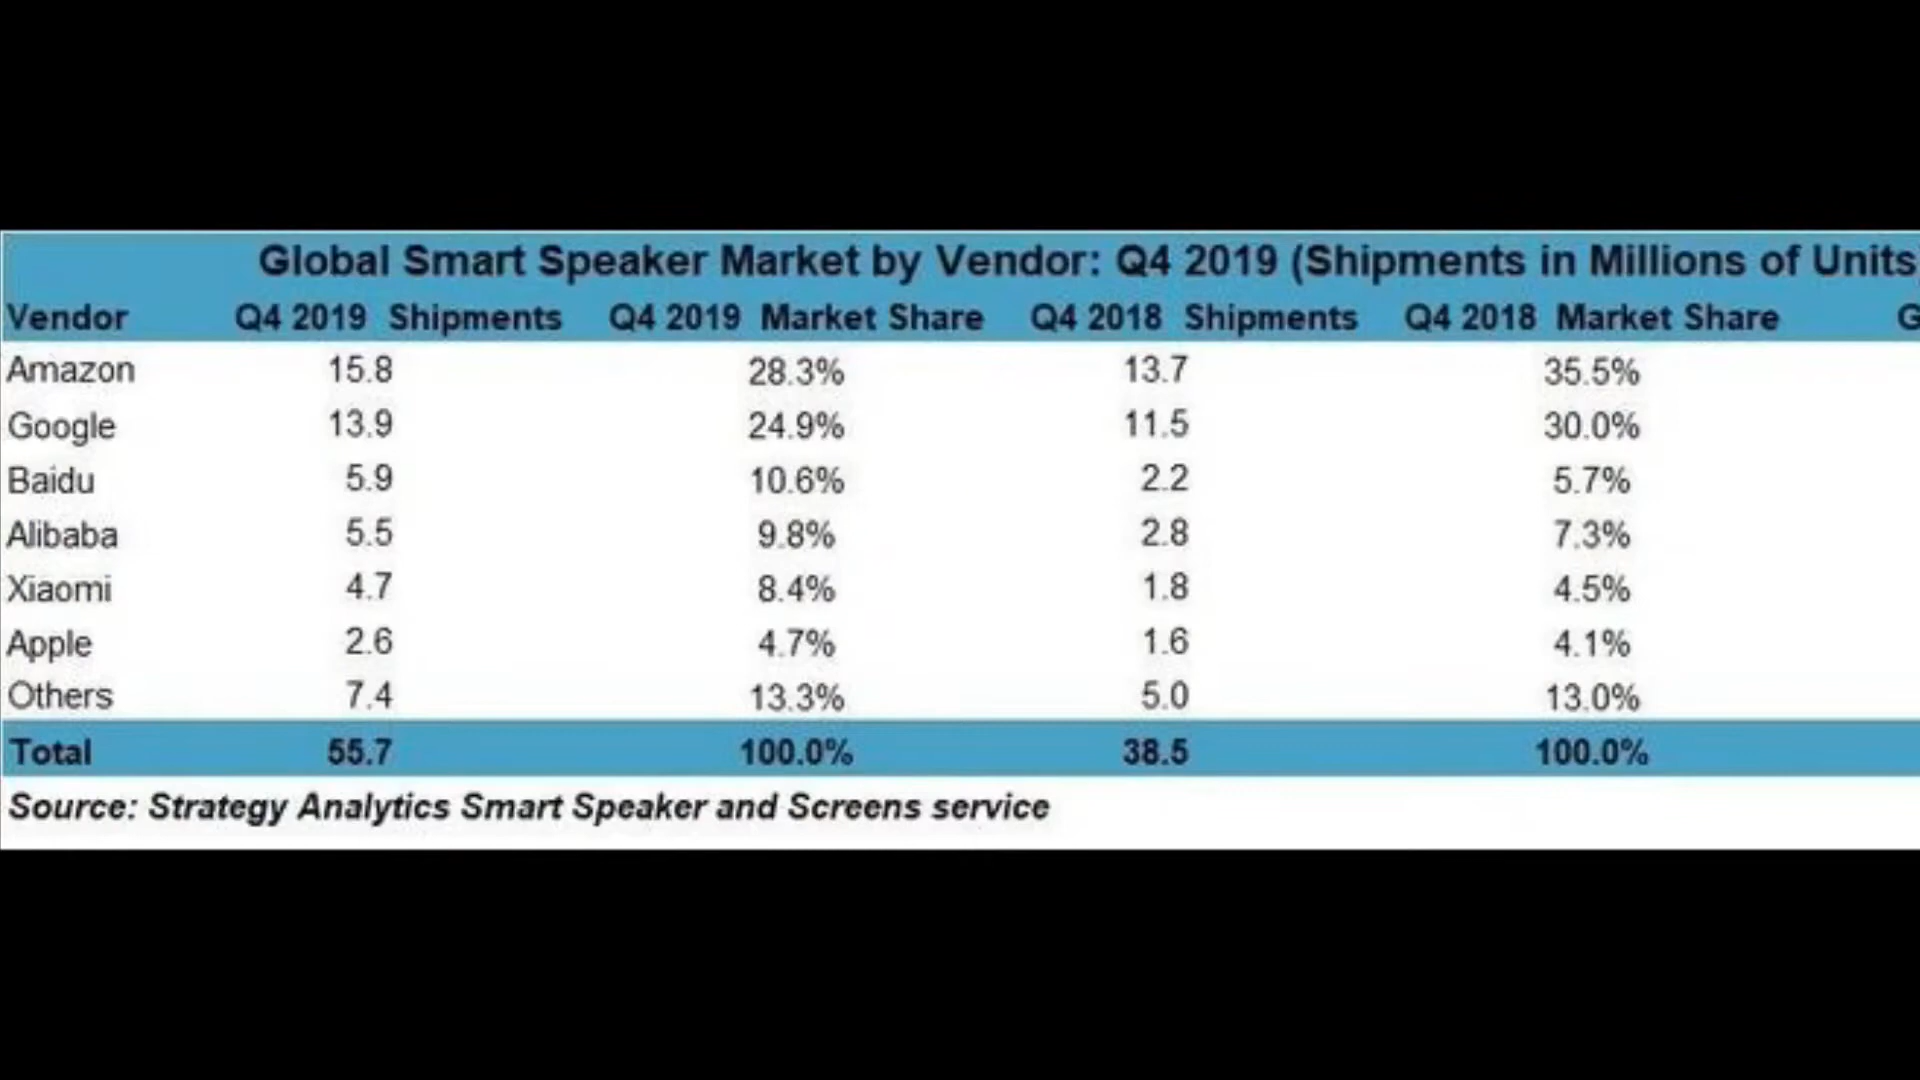 Global Smart Speaker Market by Vendor: Q4 2019 (Shipments in Millions of Units
Vendor Q4 2019 Shipments Q4 2019 Market Share Q4 2018 Shipments Q4 2018 Market Share G
Amazon 15.8 28.3% 13.7 35.5%
Google 13.9 24.9% 11.5 30.0%
Baidu 5.9 10.6% 2.2 5.7%
Alibaba 5.5 9.8% 2.8 7.3%
Xiaomi 4.7 8.4% 1.8 4.5%
Apple 2.6 4.7% 1.6 4.1%
Others 7.4 13.3% 5.0 13.0%
Total 55.7 100.0% 38.5 100.0%
Source: Strategy Analytics Smart Speaker and Screens service